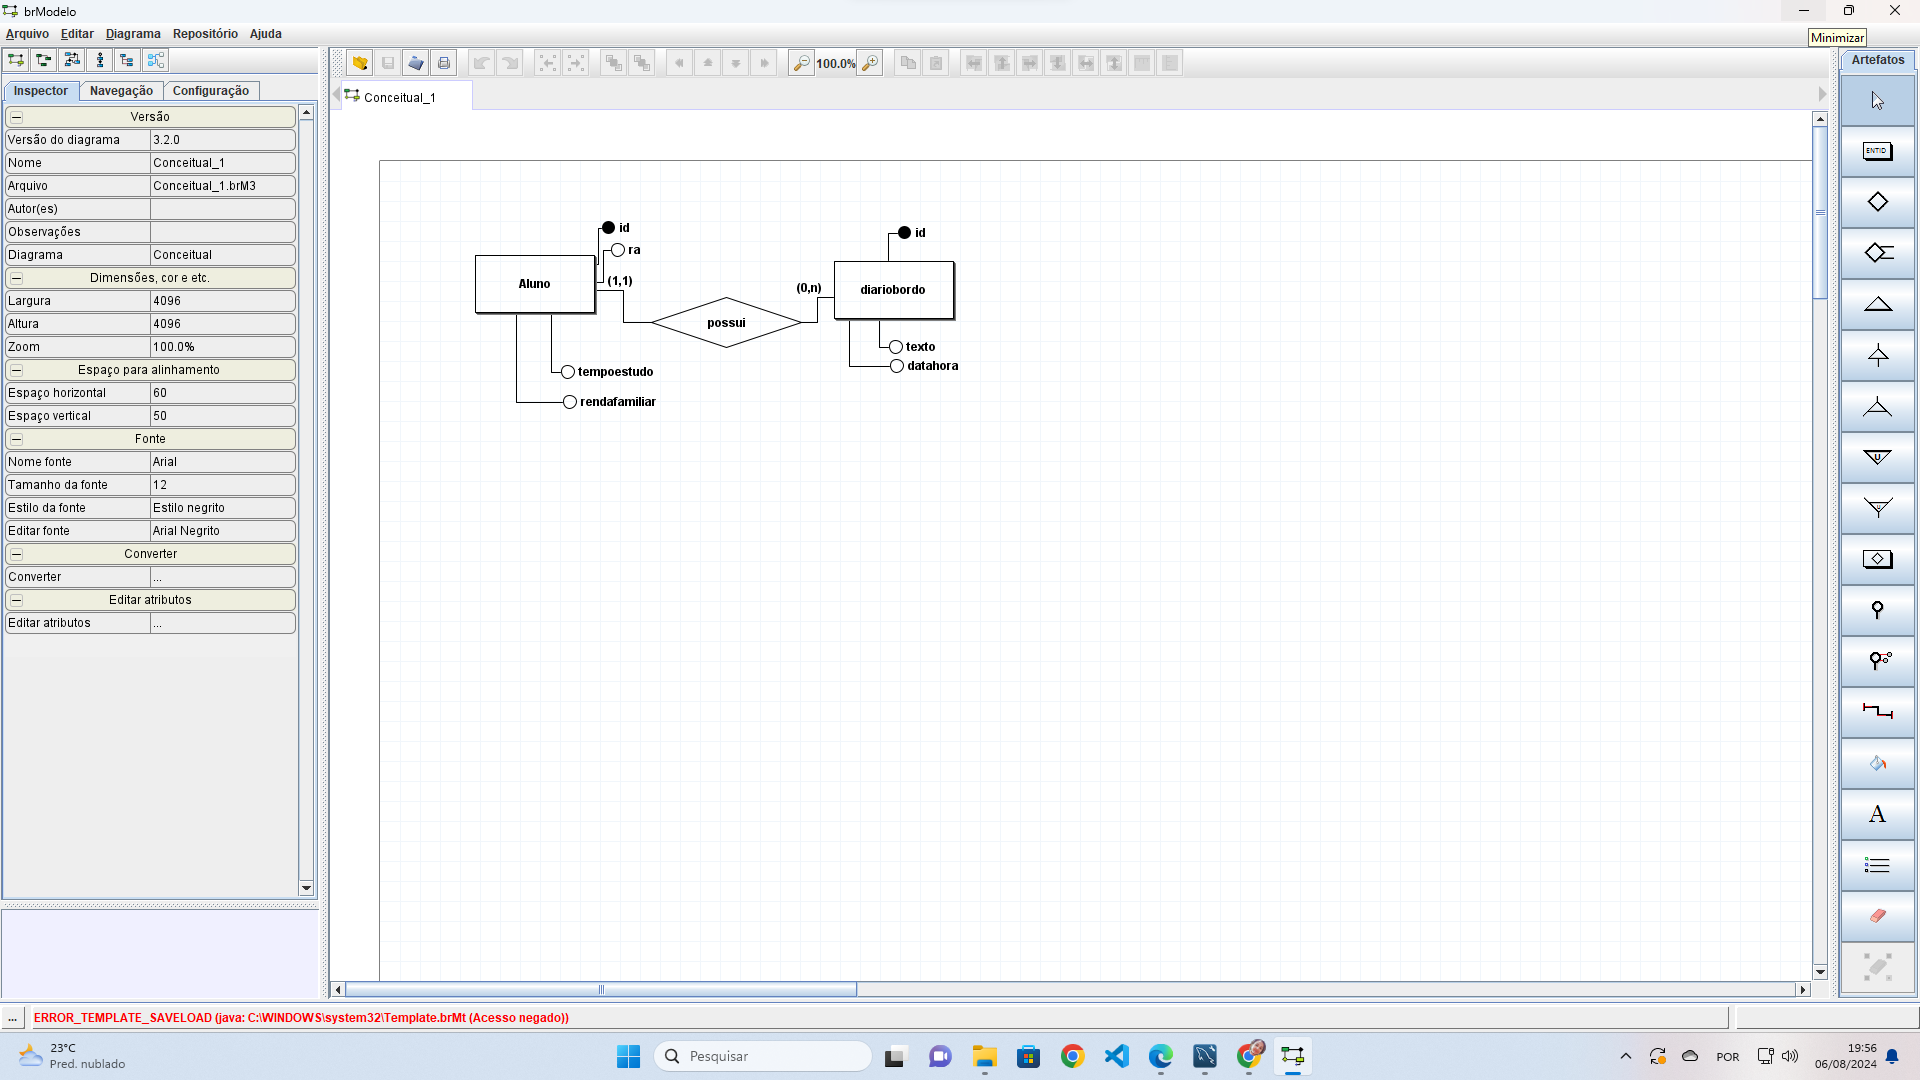 brModelo
Arquivo Editar Diagrama Repositório Ajuda
Minimizar
100.0%
Artefatos
Inspector Navegação Configuração
Conceitual_1
Versão
Versão do diagrama 3.2.0
Nome Conceitual_1
Arquivo Conceitual_1.brM3
Autor(es)
Observações
Diagrama Conceitual
Dimensões, cor e etc.
Largura 4096
Altura 4096
Zoom 100.0%
Espaço para alinhamento
Espaço horizontal 60
Espaço vertical 50
Fonte
Nome fonte Arial
Tamanho da fonte 12
Estilo da fonte Estilo negrito
Editar fonte Arial Negrito
Converter
Converter ...
Editar atributos
Editar atributos ...
id
ra
Aluno
(1,1)
possui
tempoestudo
rendafamiliar
id
(0,n)
diariobordo
texto
datahora
ENTID
U
U
A
... ERROR_TEMPLATE_SAVELOAD (java: C:\WINDOWS\system32\Template.brMt (Acesso negado))
23°C
Pred. nublado
Pesquisar
POR
19:56
06/08/2024